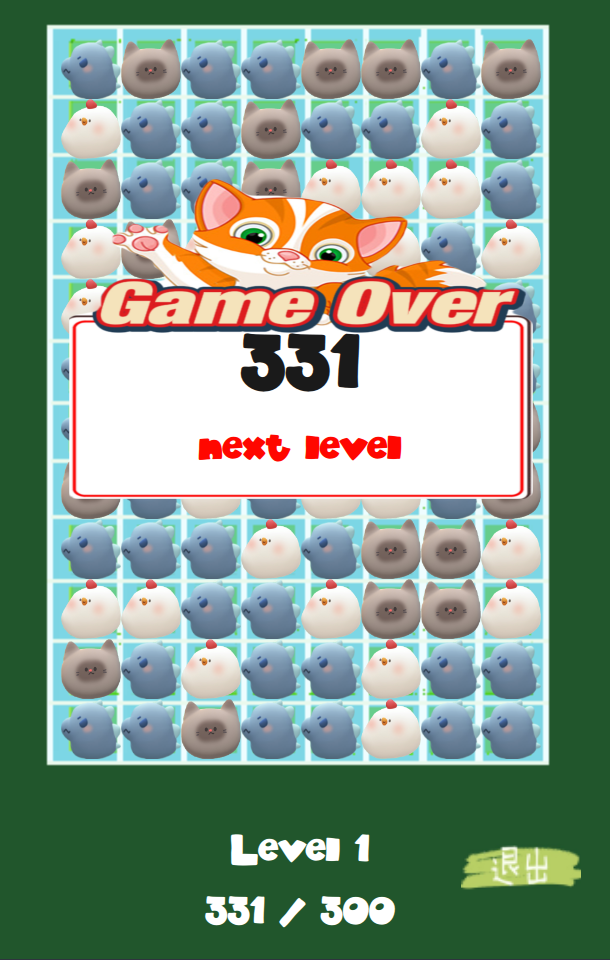 Game Over
331
next level
Level 1
331 / 300
退出